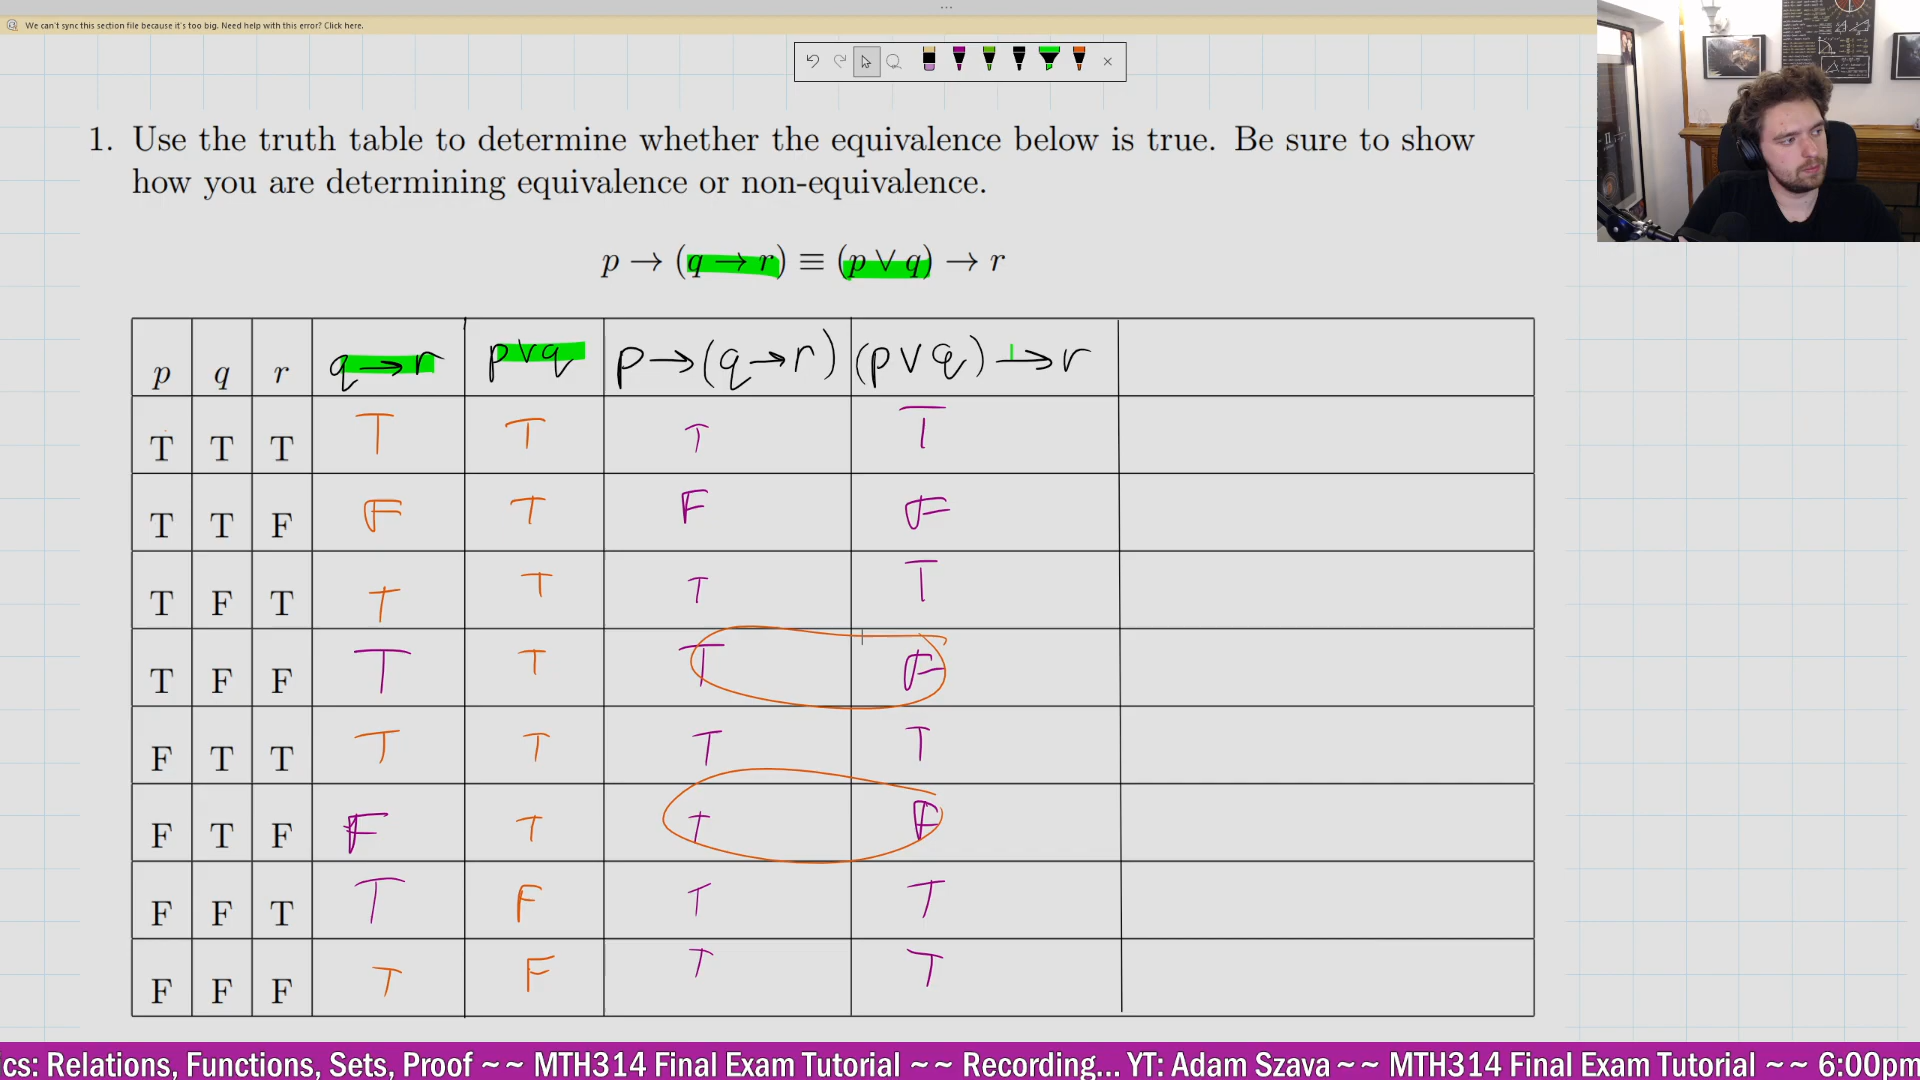 We can't sync this section file because it's too big. Need help with this error? Click here.
1. Use the truth table to determine whether the equivalence below is true. Be sure to show
how you are determining equivalence or non-equivalence.
p → (q → r) ≡ (p ∨ q) → r
p q r q → r p ∨ q p → (q → r) (p ∨ q) → r
T T T T T T T
T T F F T F F
T F T T T T T
T F F T T T F
F T T T T T T
F T F F T T F
F F T T F T T
F F F T F T T
cs: Relations, Functions, Sets, Proof ~~ MTH314 Final Exam Tutorial ~~ Recording... YT: Adam Szava ~~ MTH314 Final Exam Tutorial ~~ 6:00pm